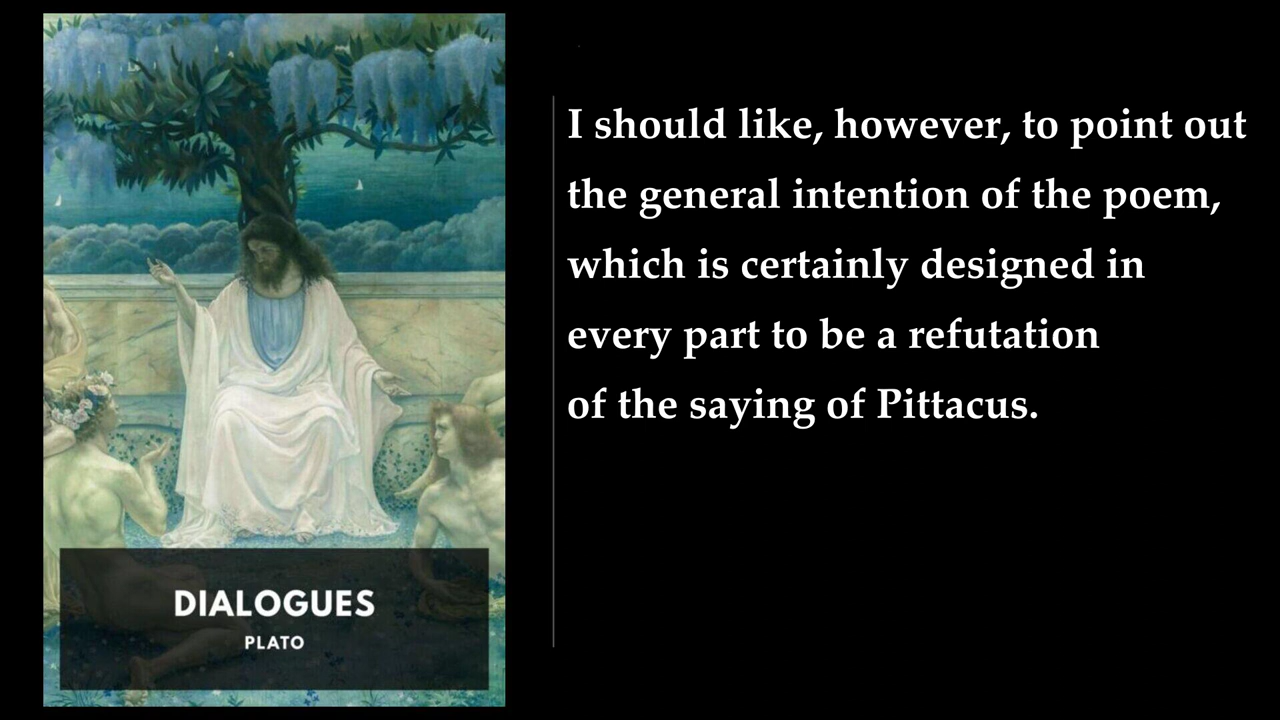 DIALOGUES
PLATO
I should like, however, to point out
the general intention of the poem,
which is certainly designed in
every part to be a refutation
of the saying of Pittacus.